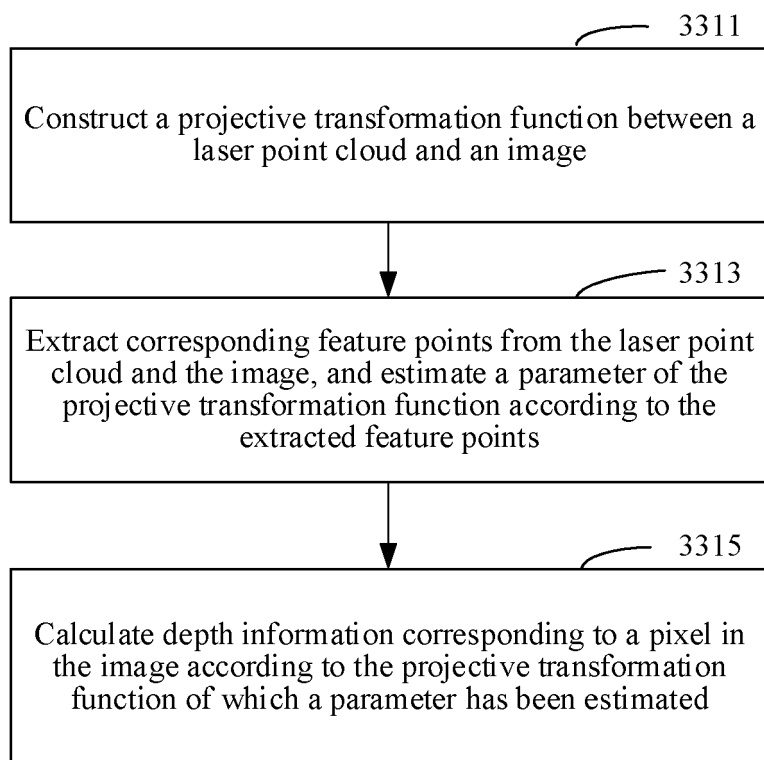 3311
Construct a projective transformation function between a
laser point cloud and an image
3313
Extract corresponding feature points from the laser point
cloud and the image, and estimate a parameter of the
projective transformation function according to the
extracted feature points
3315
Calculate depth information corresponding to a pixel in
the image according to the projective transformation
function of which a parameter has been estimated